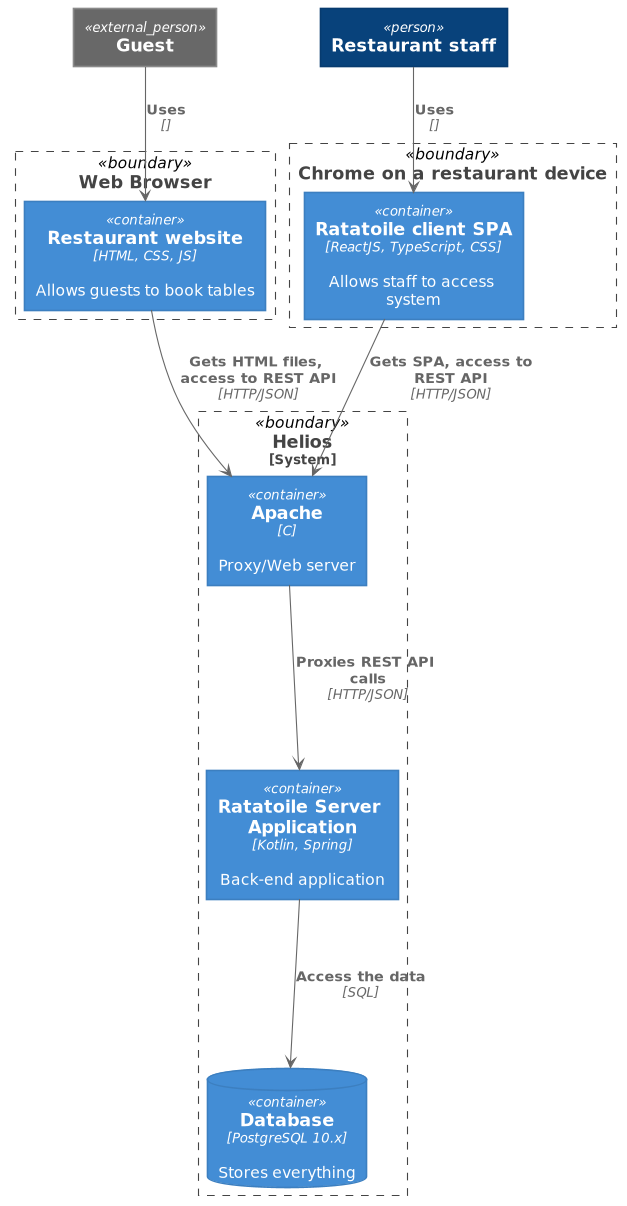 «external_person»
Guest
«person»
Restaurant staff
Uses
[]
Uses
[]
«boundary»
Web Browser
«boundary»
Chrome on a restaurant device
«container»
Restaurant website
[HTML, CSS, JS]
Allows guests to book tables
«container»
Ratatoile client SPA
[ReactJS, TypeScript, CSS]
Allows staff to access
system
Gets HTML files,
access to REST API
[HTTP/JSON]
Gets SPA, access to
REST API
[HTTP/JSON]
«boundary»
Helios
[System]
«container»
Apache
[C]
Proxy/Web server
Proxies REST API
calls
[HTTP/JSON]
«container»
Ratatoile Server
Application
[Kotlin, Spring]
Back-end application
Access the data
[SQL]
«container»
Database
[PostgreSQL 10.x]
Stores everything